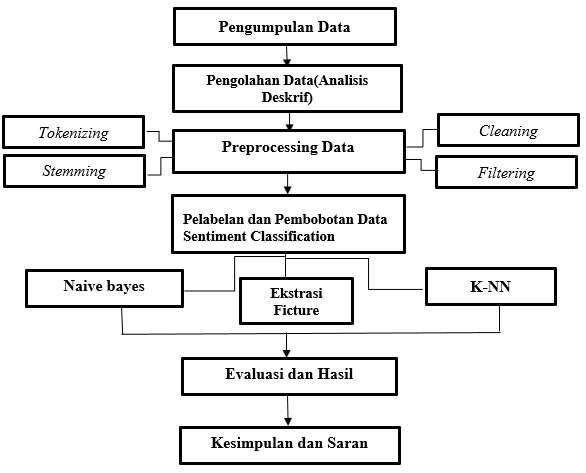 Pengumpulan Data
Pengolahan Data(Analisis
Deskrif)
Tokenizing
Stemming
Preprocessing Data
Cleaning
Filtering
Pelabelan dan Pembobotan Data
Sentiment Classification
Naive bayes
Ekstrasi
Ficture
K-NN
Evaluasi dan Hasil
Kesimpulan dan Saran